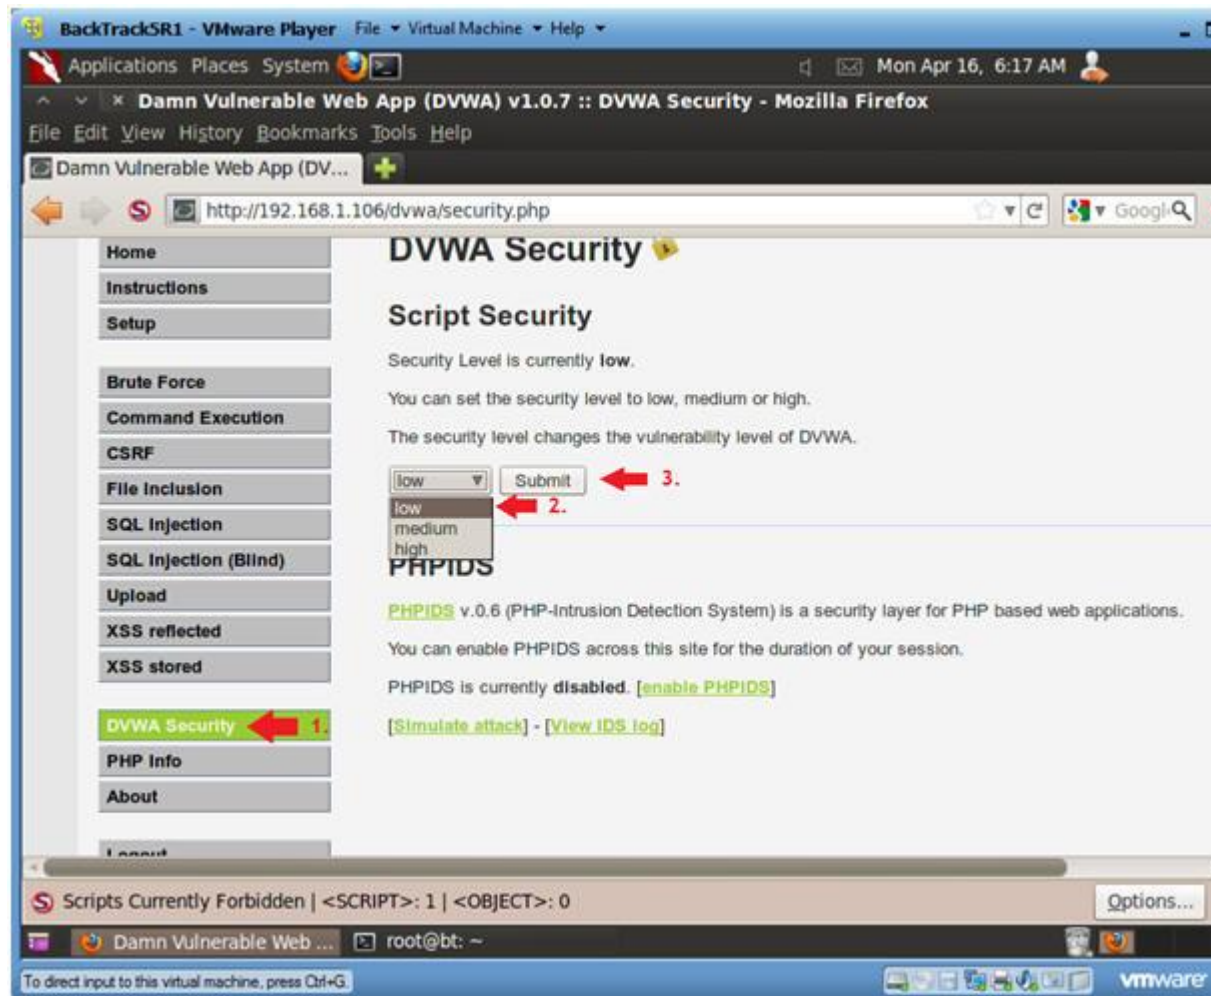 BackTrack5R1 - VMware Player File Virtual Machine Help
Applications Places System Mon Apr 16, 6:17 AM
Damn Vulnerable Web App (DVWA) v1.0.7 :: DVWA Security - Mozilla Firefox
File Edit View History Bookmarks Tools Help
Damn Vulnerable Web App (DV...
http://192.168.1.106/dvwa/security.php Googl
Home
Instructions
Setup
Brute Force
Command Execution
CSRF
File Inclusion
SQL Injection
SQL Injection (Blind)
Upload
XSS reflected
XSS stored
DVWA Security 1.
PHP Info
About
Logout
DVWA Security
Script Security
Security Level is currently low.
You can set the security level to low, medium or high.
The security level changes the vulnerability level of DVWA.
low Submit 3.
low 2.
medium
high
PHPIDS
PHPIDS v.0.6 (PHP-Intrusion Detection System) is a security layer for PHP based web applications.
You can enable PHPIDS across this site for the duration of your session.
PHPIDS is currently disabled. [enable PHPIDS]
[Simulate attack] - [View IDS log]
Scripts Currently Forbidden | <SCRIPT>: 1 | <OBJECT>: 0 Options...
Damn Vulnerable Web ... root@bt: ~
To direct input to this virtual machine, press Ctrl+G. vmware